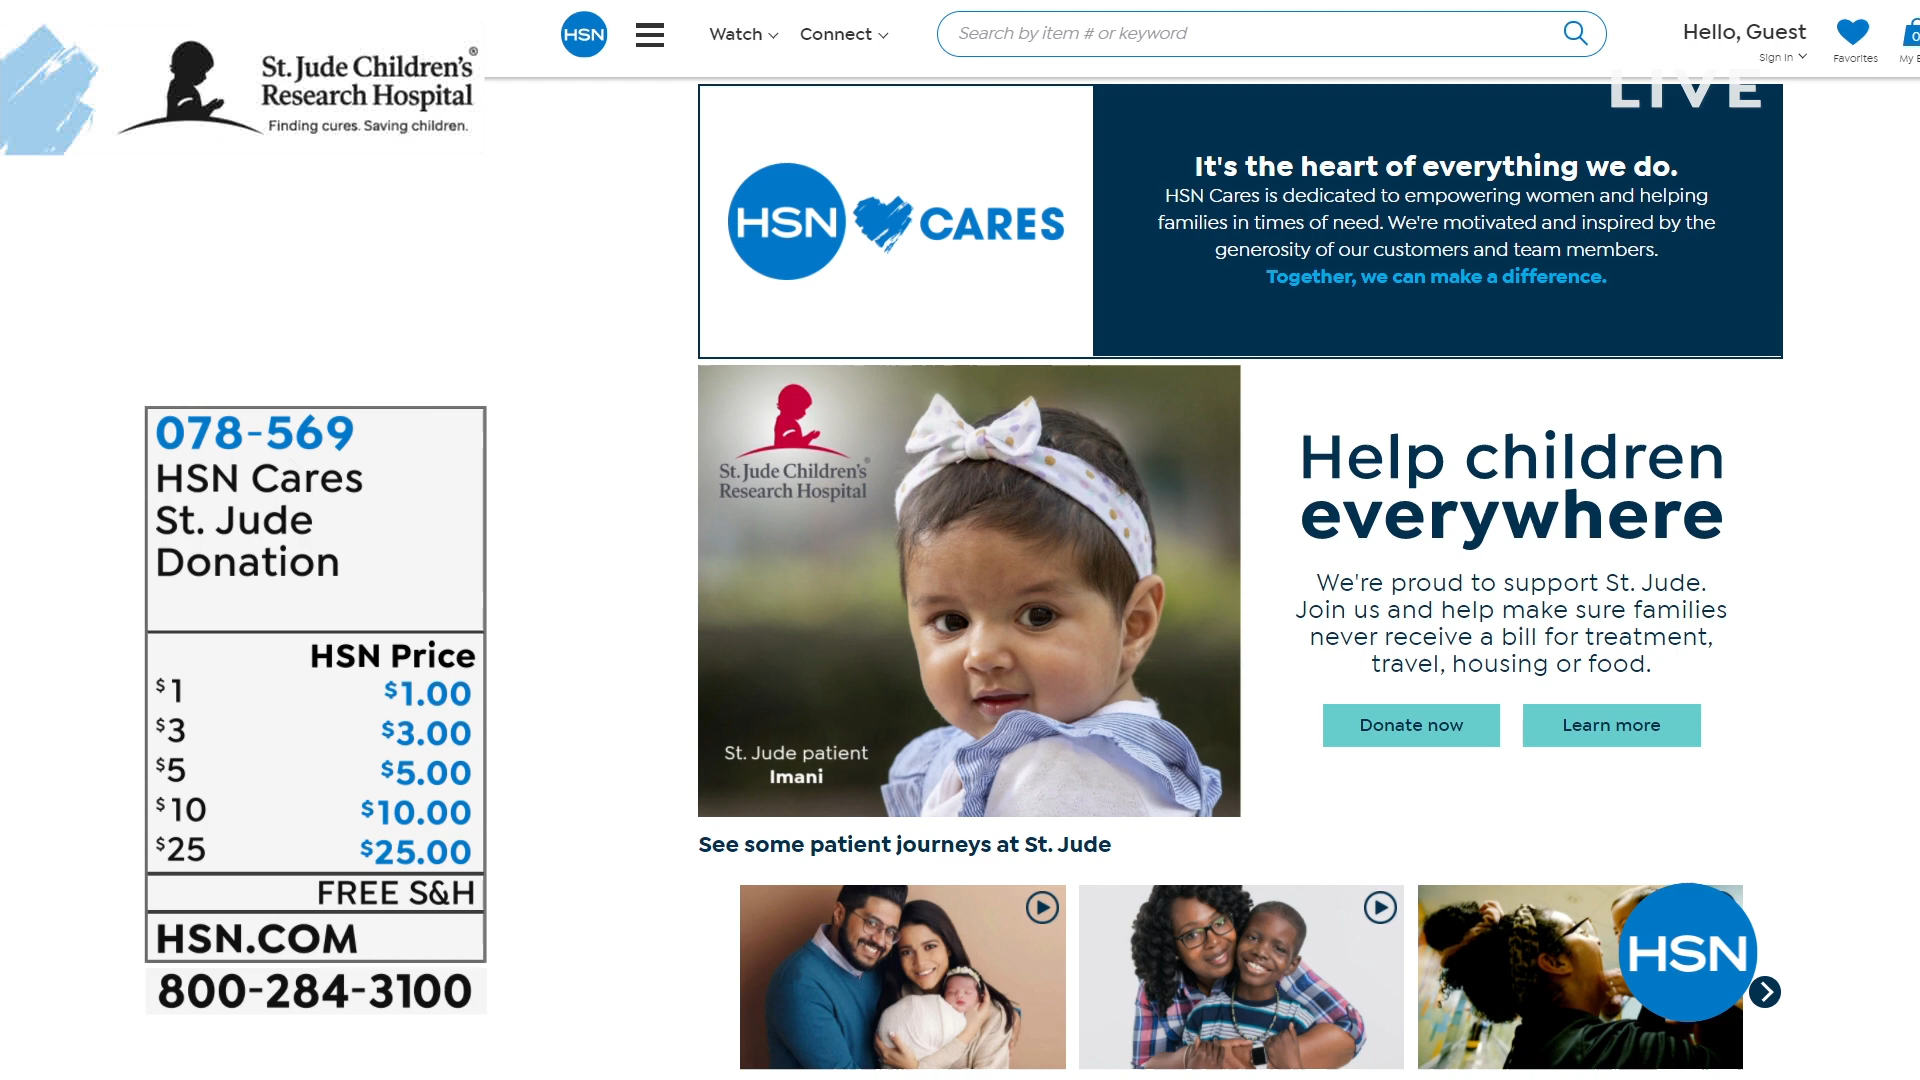 St. Jude Children's®
Research Hospital
Finding cures. Saving children.
HSN
Watch
Connect
Search by item # or keyword
Hello, Guest
Sign In
Favorites
0
My
LIVE
HSN CARES
It's the heart of everything we do.
HSN Cares is dedicated to empowering women and helping
families in times of need. We're motivated and inspired by the
generosity of our customers and team members.
Together, we can make a difference.
078-569
HSN Cares
St. Jude
Donation
HSN Price
$1 $1.00
$3 $3.00
$5 $5.00
$10 $10.00
$25 $25.00
FREE S&H
HSN.COM
800-284-3100
St. Jude Children's®
Research Hospital
St. Jude patient
Imani
Help children
everywhere
We're proud to support St. Jude.
Join us and help make sure families
never receive a bill for treatment,
travel, housing or food.
Donate now
Learn more
See some patient journeys at St. Jude
HSN